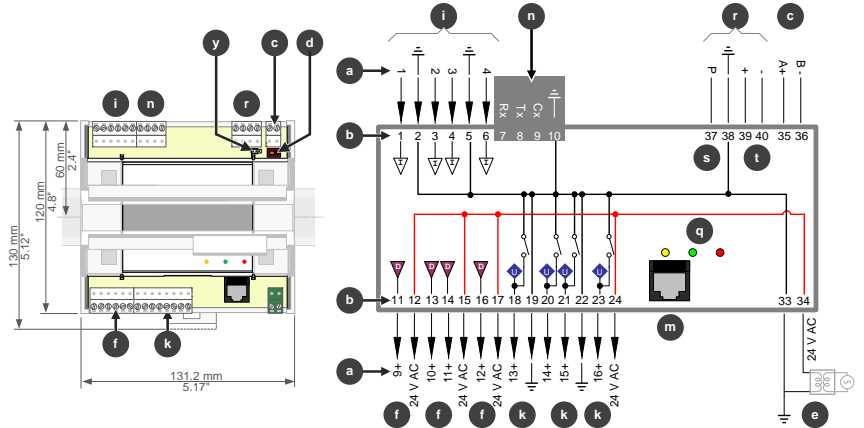 i n r c
y c d
a 1 2 3 4
P + - A+ B-
Rx Tx Cx
b 1 2 3 4 5 6 7 8 9 10 37 38 39 40 35 36
i n r
s t
60 mm
2.4"
120 mm
4.8"
130 mm
5.12"
q
D D D D U U U U
b 11 12 13 14 15 16 17 18 19 20 21 22 23 24 33 34
m
f k
a 9+ 24 V AC 10+ 11+ 24 V AC 12+ 24 V AC 13+ 14+ 15+ 16+ 24 V AC
24 V AC
131.2 mm
5.17"
f f f k k k e